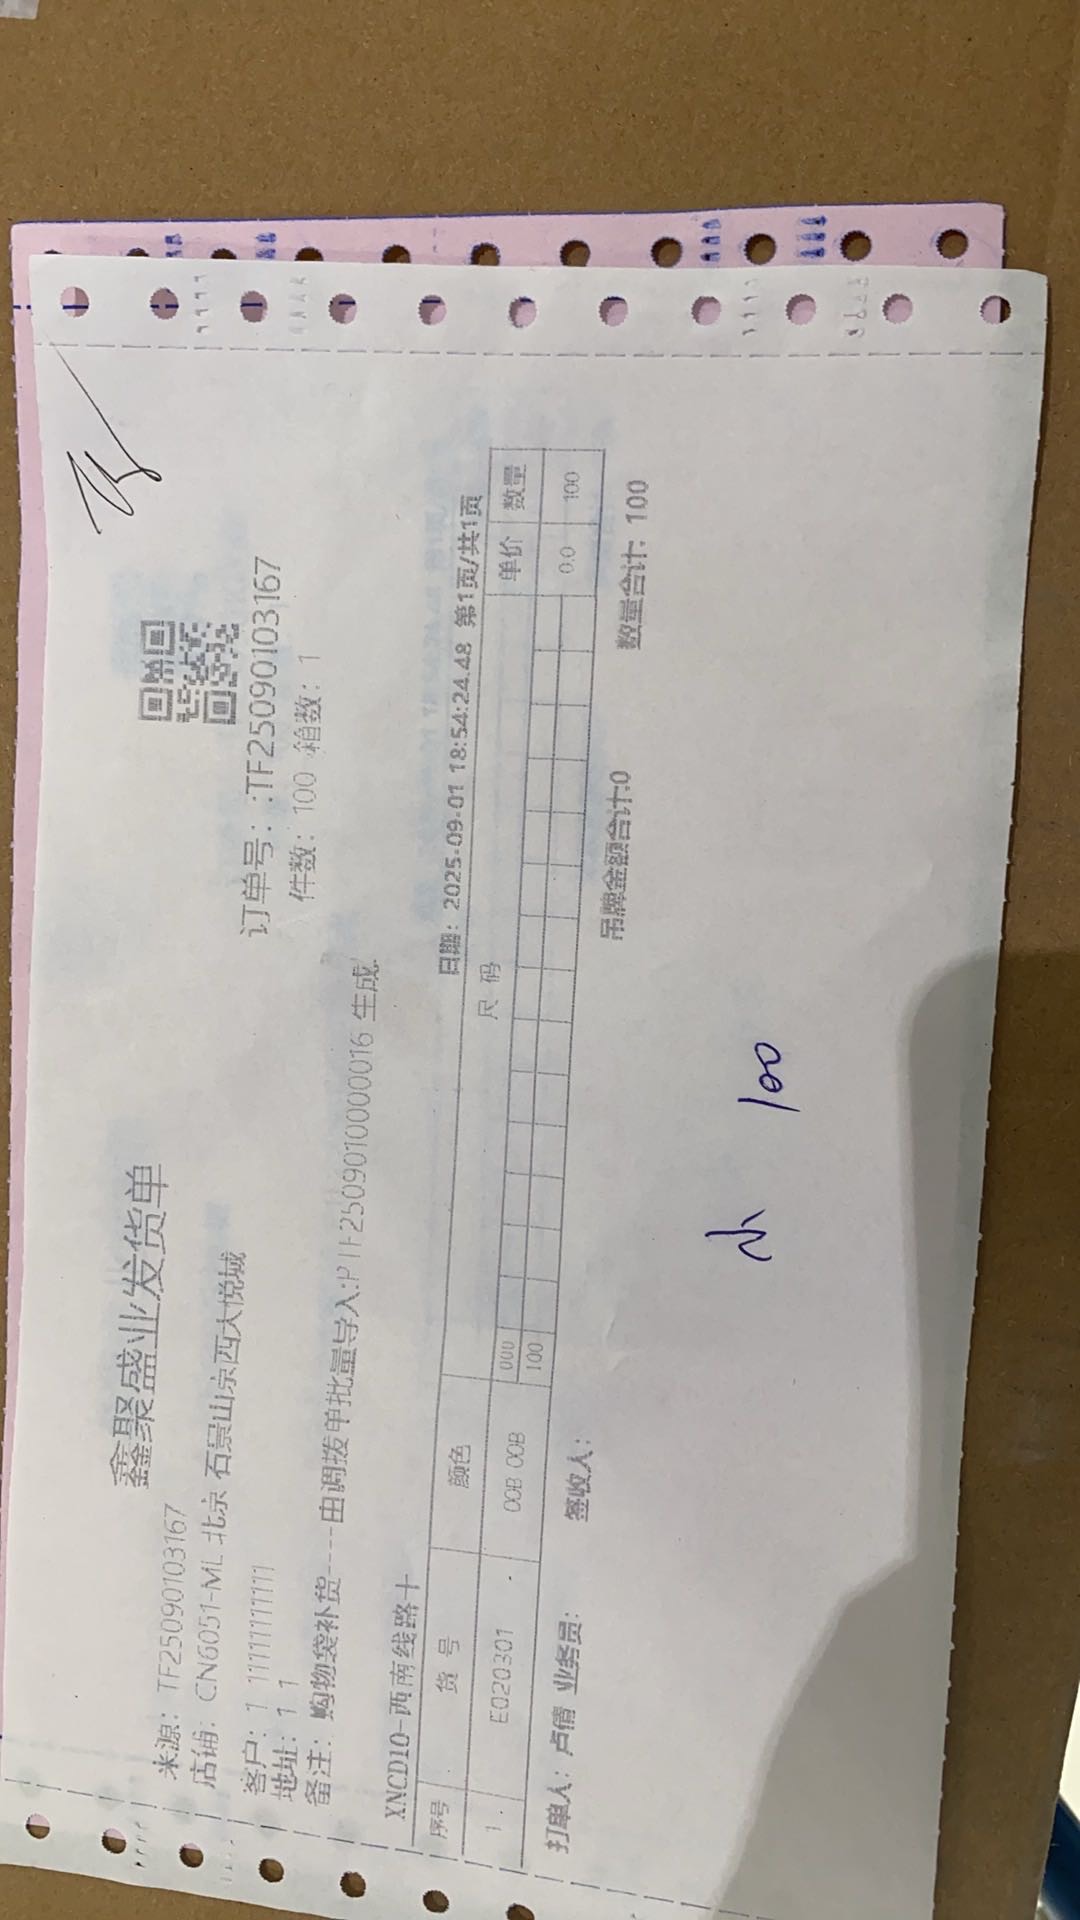 鑫聚盛业发货单
来源：TF25090103167
订单号：:TF25090103167
店铺：CN6051-ML 北京 石景山京西大悦城
件数：100 箱数：1
客户：1 11111111111
地址：1 1
备注：购物袋补货----由调拨单批量导入:PTF250901000016 生成
XNCD10-西南线路十
日期：2025-09-01 18:54:24.48 第1页/共1页
序号 货号 颜色 尺码 单价 数量
000
1 E020301 00B 00B 100 0.0 100
打单人：卢倩 业务员： 签收人： 吊牌金额合计:0 数量合计：100
小 100